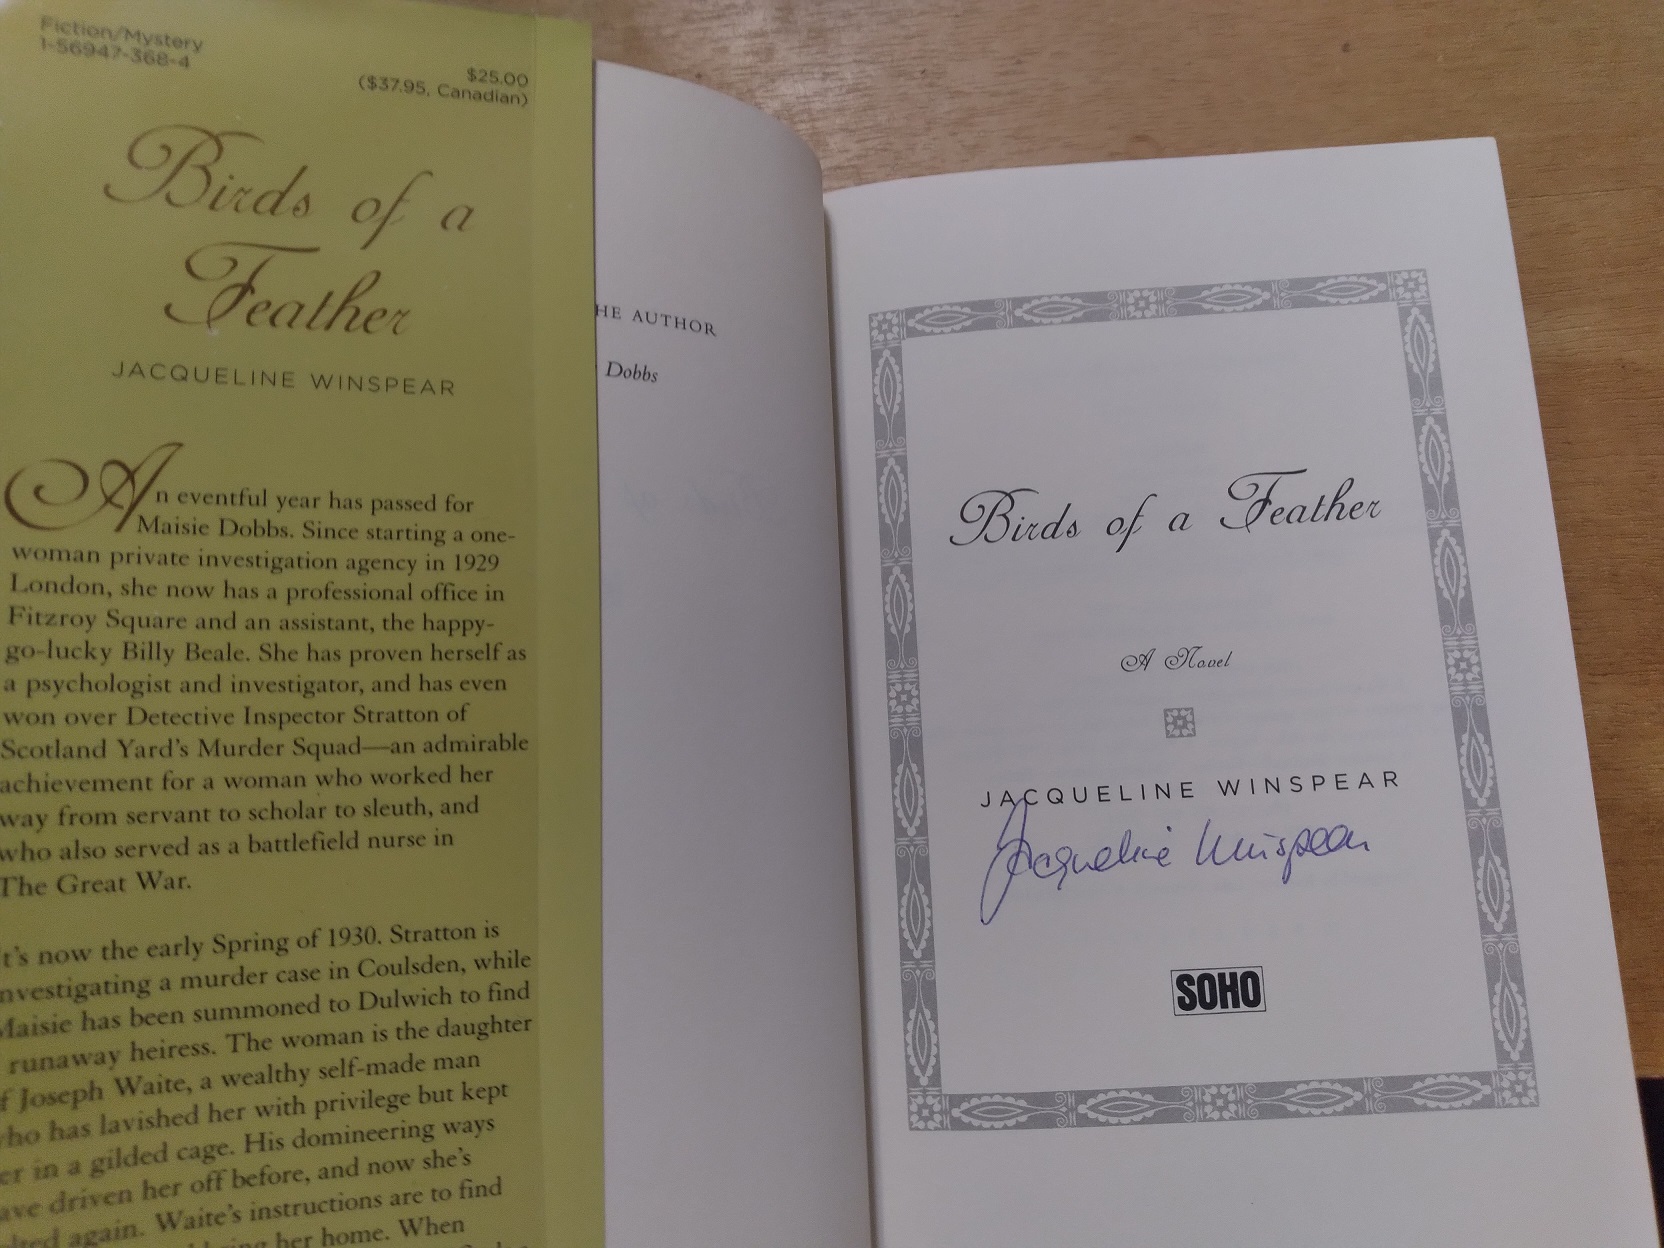 Fiction/Mystery
1-56947-368-4
$25.00
($37.95, Canadian)
Birds of a
Feather
JACQUELINE WINSPEAR
An eventful year has passed for
Maisie Dobbs. Since starting a one-
woman private investigation agency in 1929
London, she now has a professional office in
Fitzroy Square and an assistant, the happy-
go-lucky Billy Beale. She has proven herself as
a psychologist and investigator, and has even
won over Detective Inspector Stratton of
Scotland Yard's Murder Squad—an admirable
achievement for a woman who worked her
way from servant to scholar to sleuth, and
who also served as a battlefield nurse in
The Great War.
t's now the early Spring of 1930. Stratton is
nvestigating a murder case in Coulsden, while
Maisie has been summoned to Dulwich to find
runaway heiress. The woman is the daughter
f Joseph Waite, a wealthy self-made man
ho has lavished her with privilege but kept
er in a gilded cage. His domineering ways
ave driven her off before, and now she's
again. Waite's instructions are to find
her home. When
HE AUTHOR
Dobbs
Birds of a Feather
A Novel
JACQUELINE WINSPEAR
Jacqueline Winspear
SOHO